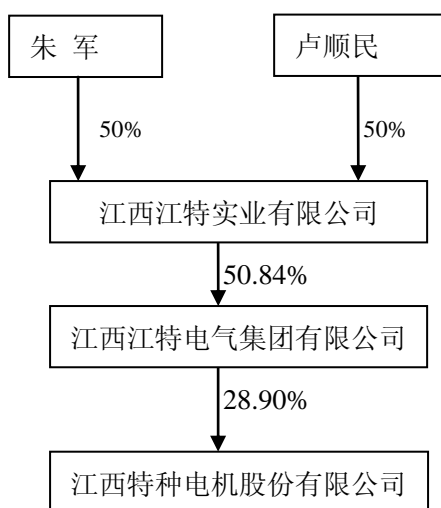 朱 军
卢顺民
50%
50%
江西江特实业有限公司
50.84%
江西江特电气集团有限公司
28.90%
江西特种电机股份有限公司